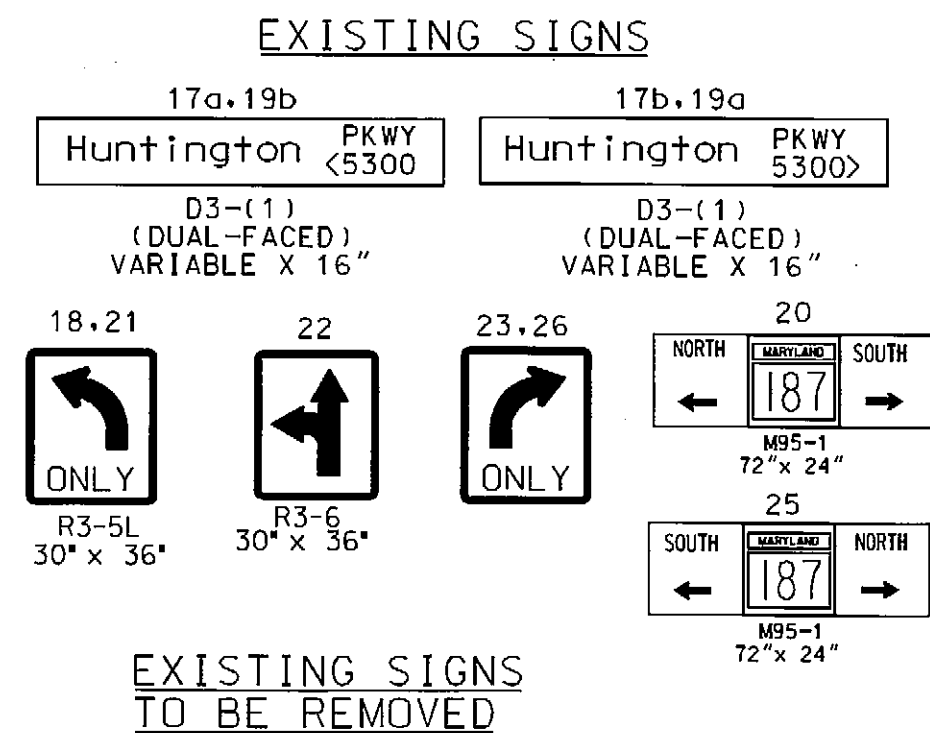 EXISTING SIGNS
17a,19b
Huntington PKWY <5300
D3-(1)
(DUAL-FACED)
VARIABLE X 16"
17b,19a
Huntington PKWY 5300>
D3-(1)
(DUAL-FACED)
VARIABLE X 16"
18,21
ONLY
R3-5L
30" x 36"
22
R3-6
30" x 36"
23,26
ONLY
20
NORTH MARYLAND 187 SOUTH
M95-1
72"x 24"
25
SOUTH MARYLAND 187 NORTH
M95-1
72"x 24"
EXISTING SIGNS
TO BE REMOVED